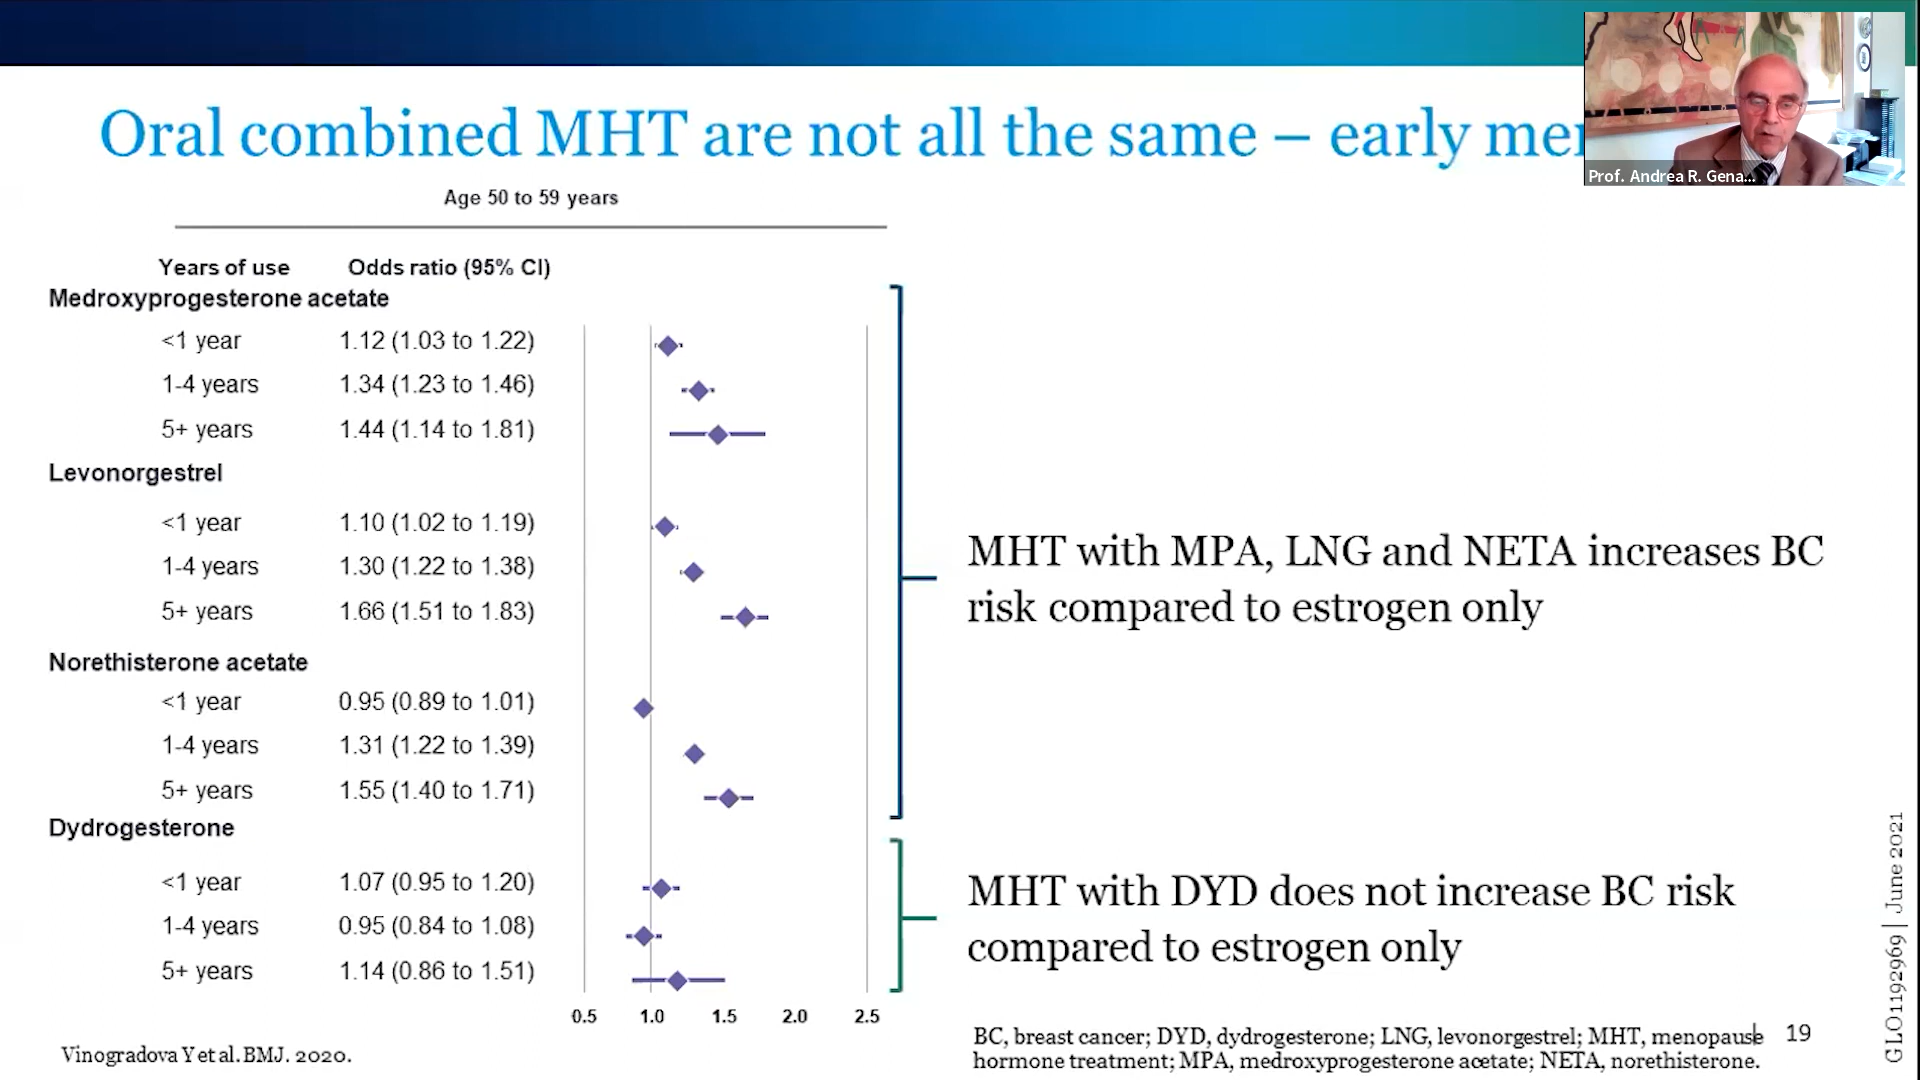 Oral combined MHT are not all the same – early
Prof. Andrea R. Gena...
Age 50 to 59 years
Years of use Odds ratio (95% CI)
Medroxyprogesterone acetate
<1 year 1.12 (1.03 to 1.22)
1-4 years 1.34 (1.23 to 1.46)
5+ years 1.44 (1.14 to 1.81)
Levonorgestrel
<1 year 1.10 (1.02 to 1.19)
1-4 years 1.30 (1.22 to 1.38)
5+ years 1.66 (1.51 to 1.83)
Norethisterone acetate
<1 year 0.95 (0.89 to 1.01)
1-4 years 1.31 (1.22 to 1.39)
5+ years 1.55 (1.40 to 1.71)
Dydrogesterone
<1 year 1.07 (0.95 to 1.20)
1-4 years 0.95 (0.84 to 1.08)
5+ years 1.14 (0.86 to 1.51)
0.5 1.0 1.5 2.0 2.5
MHT with MPA, LNG and NETA increases BC
risk compared to estrogen only
MHT with DYD does not increase BC risk
compared to estrogen only
Vinogradova Y et al. BMJ. 2020.
BC, breast cancer; DYD, dydrogesterone; LNG, levonorgestrel; MHT, menopause
hormone treatment; MPA, medroxyprogesterone acetate; NETA, norethisterone.
19
GLO1192969 | June 2021